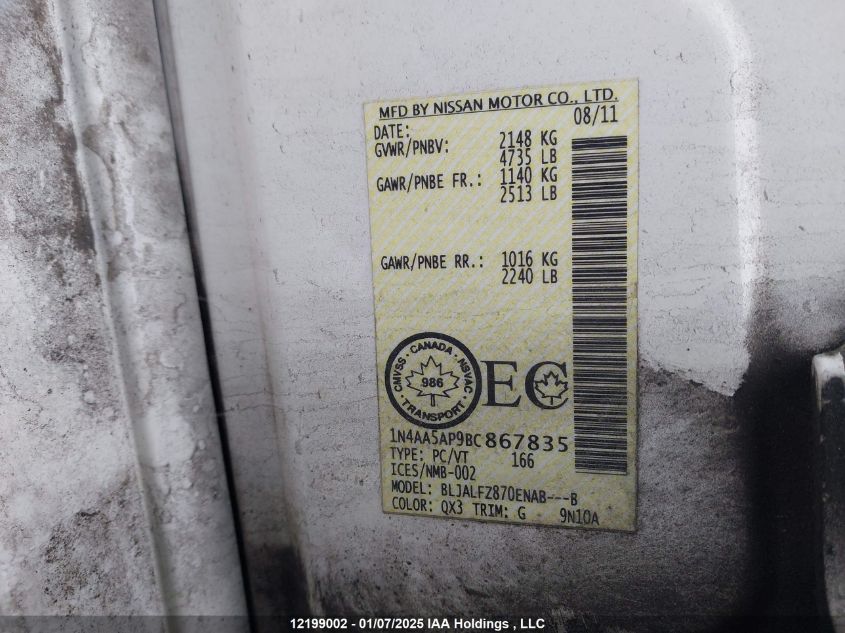 MFD BY NISSAN MOTOR CO., LTD.
DATE: 08/11
GVWR/PNBV: 2148 KG
4735 LB
GAWR/PNBE FR.: 1140 KG
2513 LB
GAWR/PNBE RR.: 1016 KG
2240 LB
CANADA · NSVAC · TRANSPORT · CMVSS ·
986
EC
1N4AA5AP9BC867835
TYPE: PC/VT 166
ICES/NMB-002
MODEL: BLJALFZ870ENAB---B
COLOR: QX3 TRIM: G 9N10A
12199002 - 01/07/2025 IAA Holdings , LLC